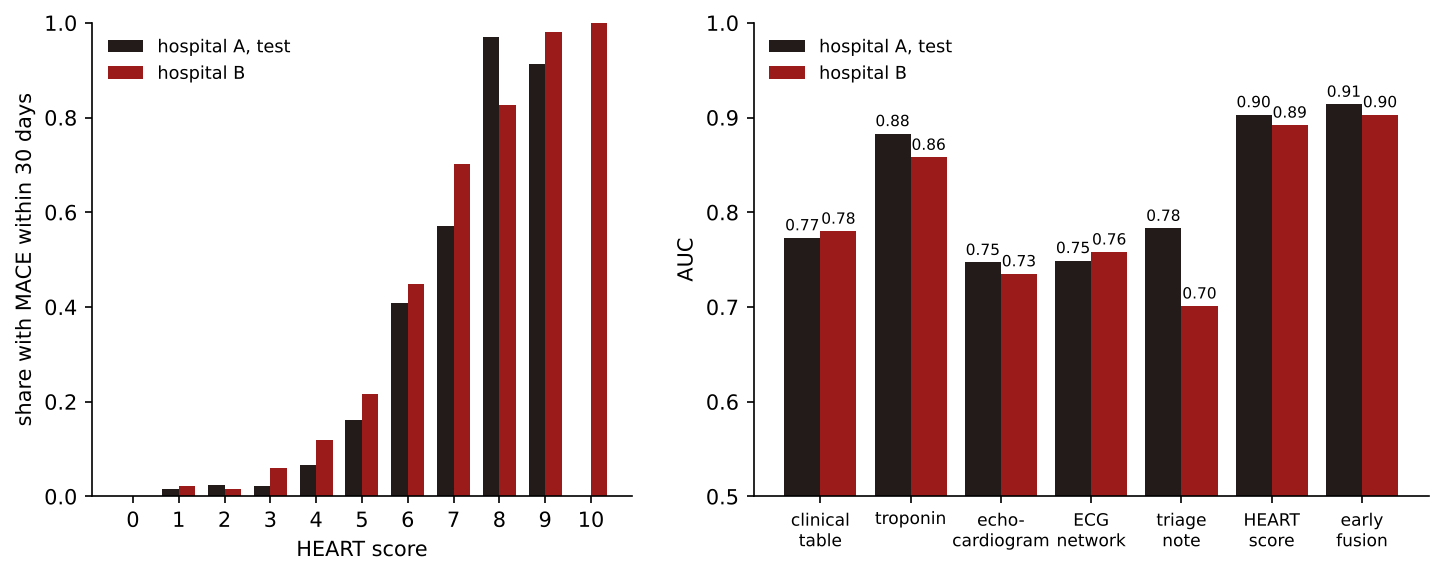 1.0
0.8
0.6
0.4
0.2
0.0
share with MACE within 30 days
hospital A, test
hospital B
0 1 2 3 4 5 6 7 8 9 10
HEART score
1.0
0.9
0.8
0.7
0.6
0.5
AUC
hospital A, test
hospital B
0.77 0.78 0.88 0.86 0.75 0.73 0.75 0.76 0.78 0.70 0.90 0.89 0.91 0.90
clinical table
troponin
echo-
cardiogram
ECG
network
triage
note
HEART
score
early
fusion